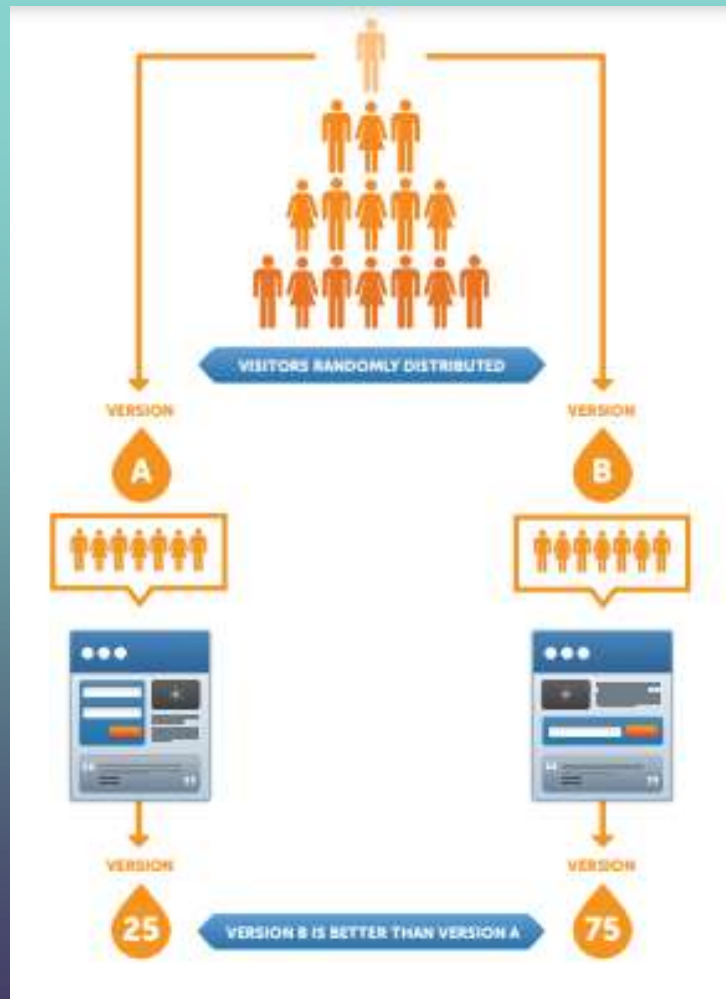 VISITORS RANDOMLY DISTRIBUTED
VERSION
VERSION
A
B
VERSION
VERSION
25
VERSION B IS BETTER THAN VERSION A
75